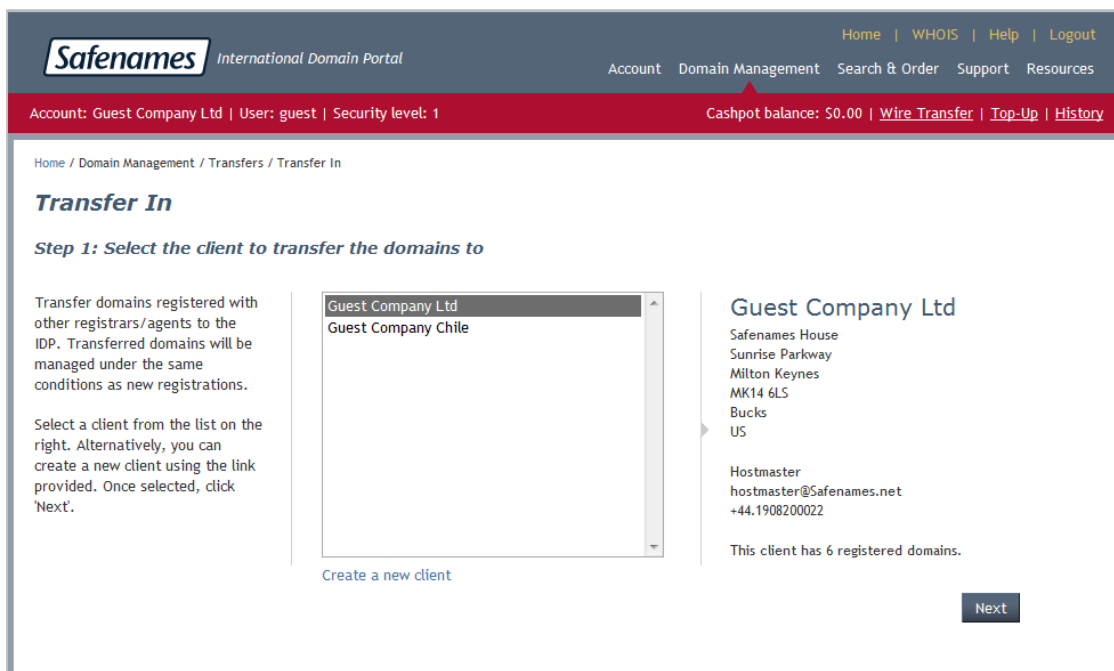 Safenames International Domain Portal
Home | WHOIS | Help | Logout
Account Domain Management Search & Order Support Resources
Account: Guest Company Ltd | User: guest | Security level: 1
Cashpot balance: $0.00 | Wire Transfer | Top-Up | History
Home / Domain Management / Transfers / Transfer In
Transfer In
Step 1: Select the client to transfer the domains to
Transfer domains registered with
other registrars/agents to the
IDP. Transferred domains will be
managed under the same
conditions as new registrations.
Select a client from the list on the
right. Alternatively, you can
create a new client using the link
provided. Once selected, click
'Next'.
Guest Company Ltd
Guest Company Chile
Create a new client
Guest Company Ltd
Safenames House
Sunrise Parkway
Milton Keynes
MK14 6LS
Bucks
US
Hostmaster
hostmaster@Safenames.net
+44.1908200022
This client has 6 registered domains.
Next